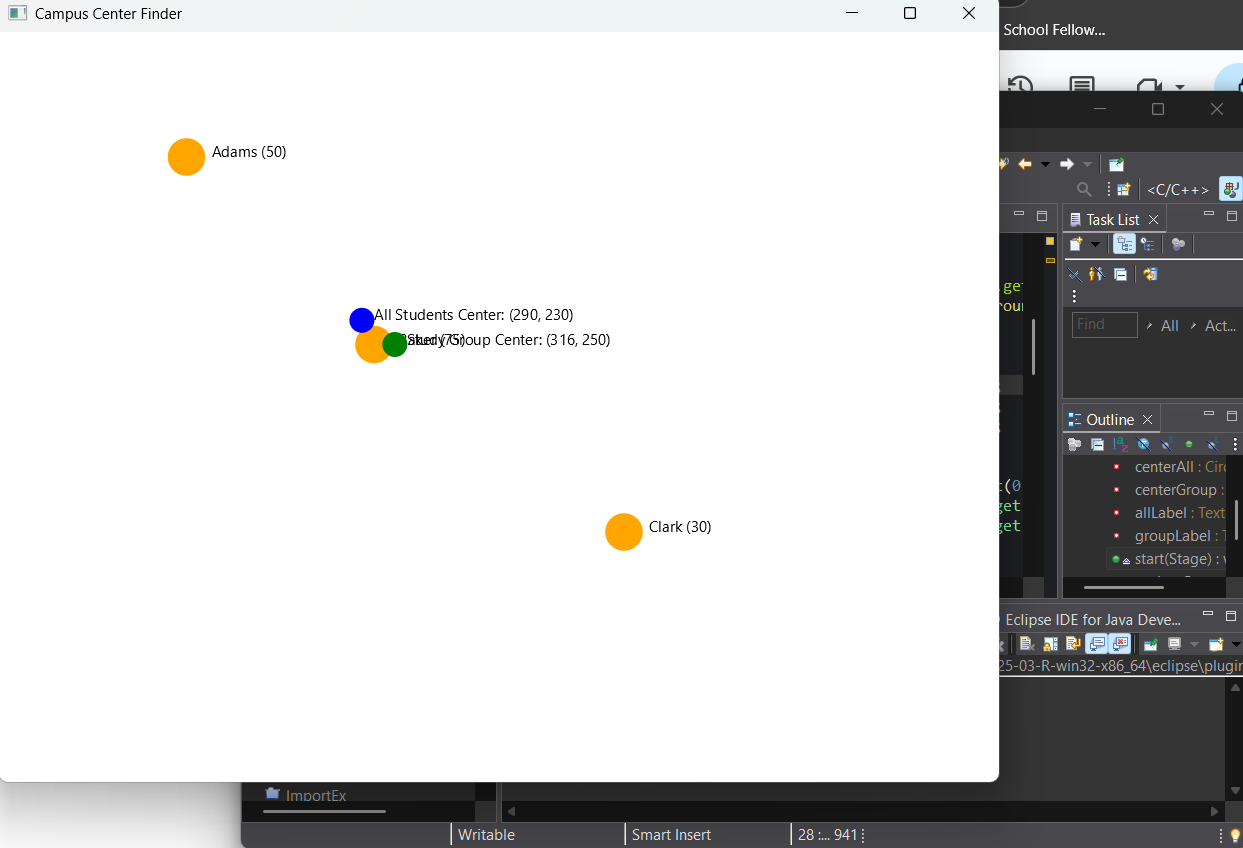 Campus Center Finder
School Fellow...
Adams (50)
<C/C++>
Task List
All Students Center: (290, 230)
Study Group Center: (316, 250)
Find
All
Act...
Outline
centerAll : Circ
centerGroup :
allLabel : Text
groupLabel :
start(Stage) :
Clark (30)
Eclipse IDE for Java Deve...
25-03-R-win32-x86_64\eclipse\plugin
ImportEx
Writable
Smart Insert
28 :... 941